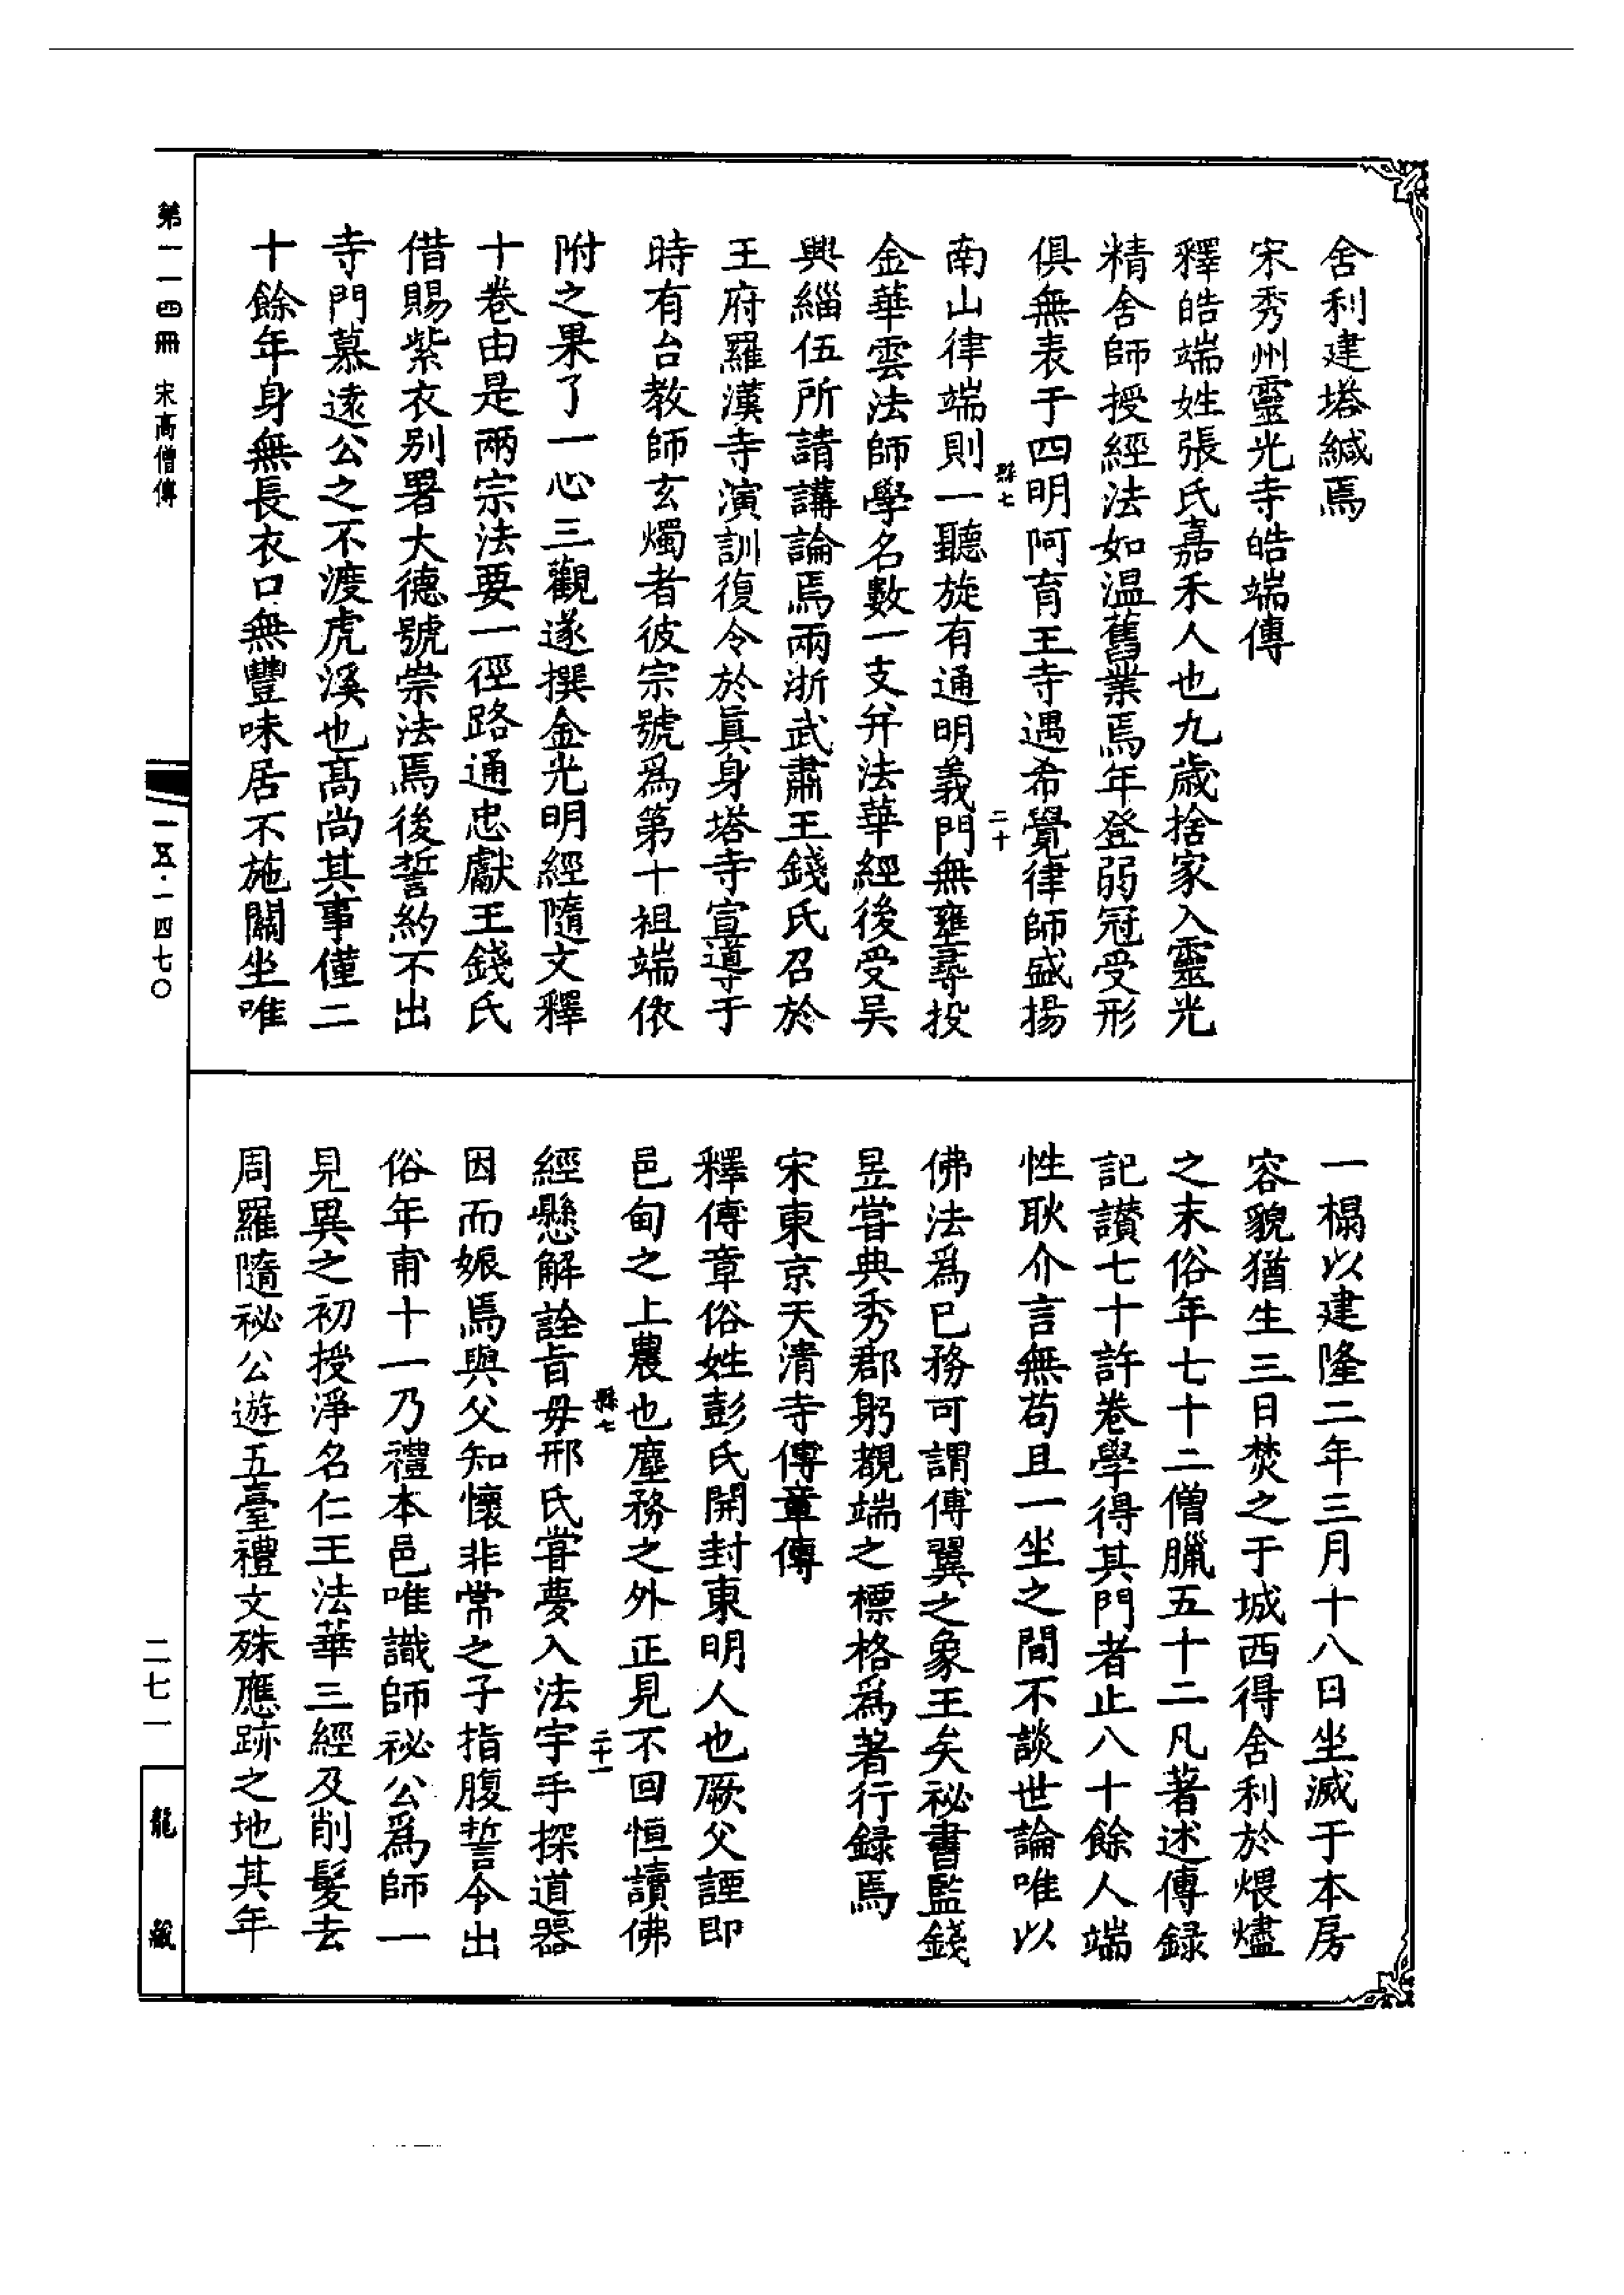 舍利建塔緘焉
宋秀州靈光寺皓端傳
釋皓端姓張氏嘉禾人也九歲捨家入靈光
精舍師授經法如溫舊業焉年登弱冠受形
俱無表于四明阿育王寺遇希覺律師盛揚
縣七
二十
南山律端則一聽旋有通明義門無壅尋投
金華雲法師學名數一支弁法華經後受吳
興緇伍所請講論焉兩浙武肅王錢氏召於
王府羅漢寺演訓復令於真身塔寺宣導于
時有台教師玄燭者彼宗號爲第十祖端依
附之果了一心三觀遂撰金光明經隨文釋
十卷由是兩宗法要一徑路通忠獻王錢氏
借賜紫衣別署大德號崇法焉後誓約不出
寺門慕遠公之不渡虎溪也高尚其事僅二
十餘年身無長衣口無豐味居不施關坐唯
一榻以建隆二年三月十八日坐滅于本房
容貌猶生三日焚之于城西得舍利於煨燼
之末俗年七十二僧臘五十二凡著述傳錄
記讃七十許卷學得其門者止八十餘人端
性耿介言無苟且一坐之間不談世論唯以
佛法爲已務可謂傅翼之象王矣祕書監錢
昱嘗典秀郡躬覩端之標格爲著行録焉
宋東京天清寺傅章傳
釋傅章俗姓彭氏開封東明人也厥父諲即
邑甸之上農也塵務之外正見不回恒讀佛
縣七
二十一
經懸解詮旨毋邢氏甞夢入法宇手探道器
因而娠焉與父知懷非常之子指腹誓令出
俗年甫十一乃禮本邑唯識師祕公爲師一
見異之初授淨名仁王法華三經及削髮去
周羅隨祕公遊五臺禮文殊應跡之地其年
第一一四冊 宋高僧傳
一五·一四七〇
二七一
龍藏